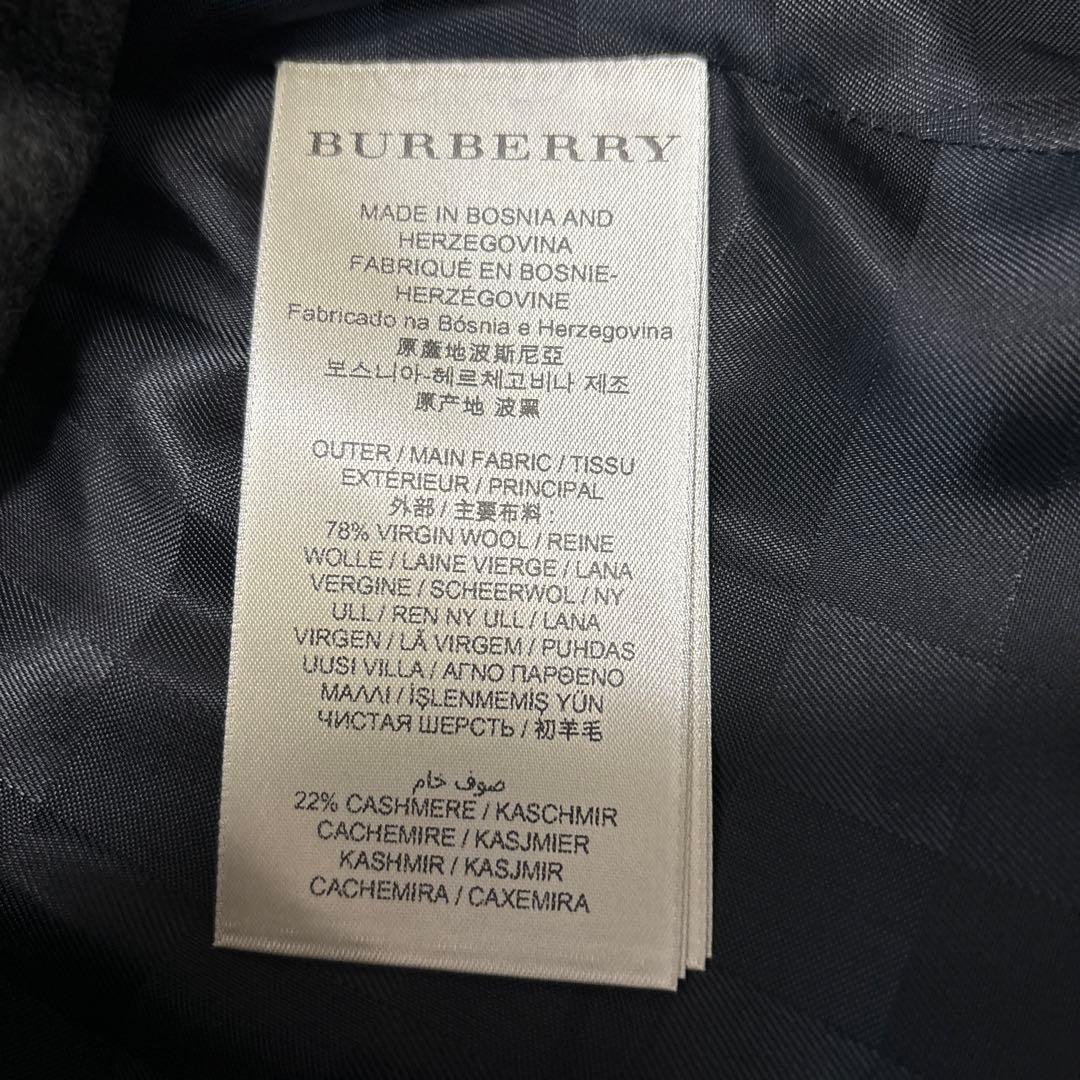 BURBERRY
MADE IN BOSNIA AND
HERZEGOVINA
FABRIQUÉ EN BOSNIE-
HERZÉGOVINE
Fabricado na Bósnia e Herzegovina
原產地波斯尼亞
보스니아-헤르체고비나 제조
原产地 波黑
OUTER / MAIN FABRIC / TISSU
EXTÉRIEUR / PRINCIPAL
外部 / 主要布料 :
78% VIRGIN WOOL / REINE
WOLLE / LAINE VIERGE / LANA
VERGINE / SCHEERWOL / NY
ULL / REN NY ULL / LANA
VIRGEN / LÃ VIRGEM / PUHDAS
UUSI VILLA / ΑΓΝΟ ΠΑΡΘΕΝΟ
ΜΑΛΛΙ / İŞLENMEMİŞ YÜN
ЧИСТАЯ ШЕРСТЬ / 初羊毛
صوف خام
22% CASHMERE / KASCHMIR
CACHEMIRE / KASJMIER
KASHMIR / KASJMIR
CACHEMIRA / CAXEMIRA